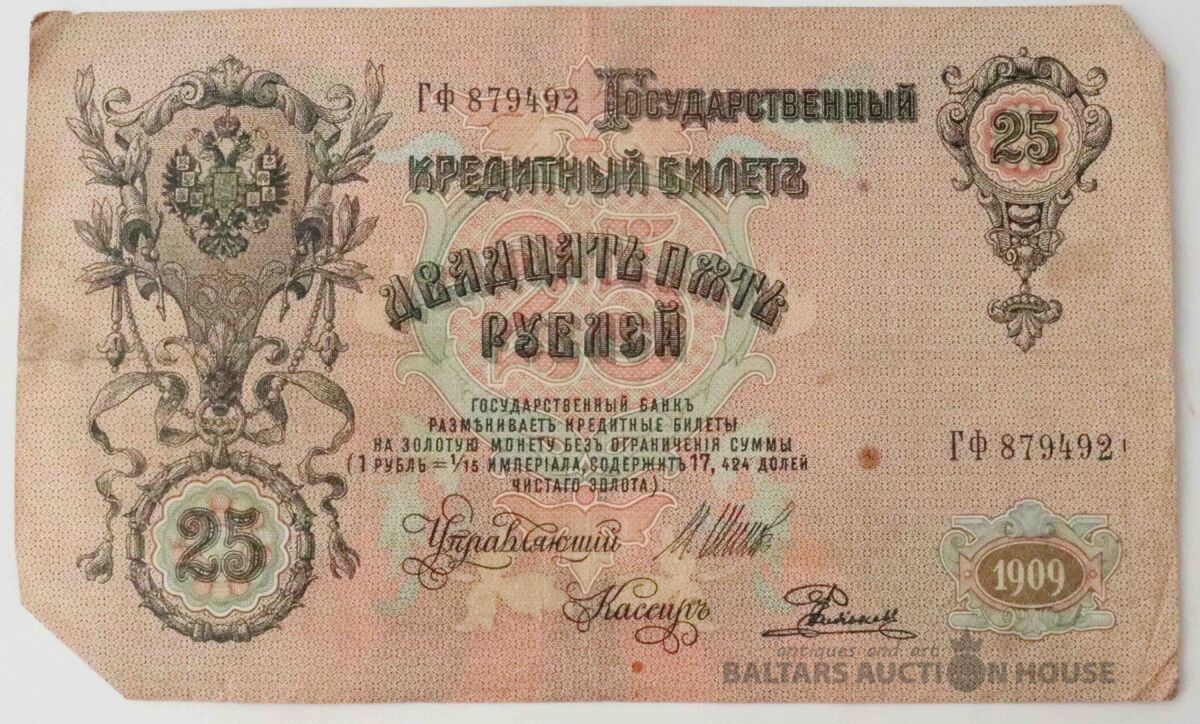 ГФ 879492 Государственный
25
Кредитный Билетъ
25
Двадцать пять
рублей
Государственный Банкъ
размѣниваетъ кредитные билеты
на золотую монету безъ ограниченія суммы
(1 рубль = 1/15 имперіала, содержитъ 17, 424 долей
чистаго золота).
ГФ 879492
25
Управляющій
Кассиръ
1909
antiques and art
BALTARS AUCTION HOUSE